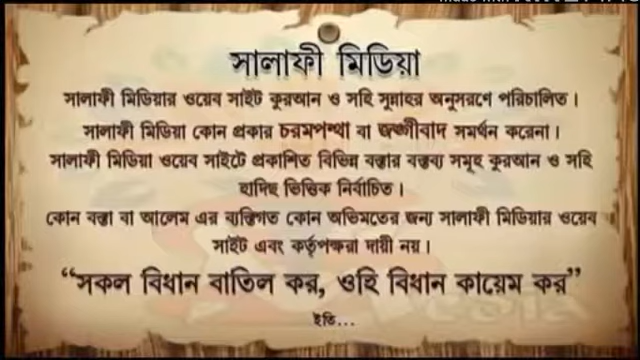 সালাফী মিডিয়া
সালাফী মিডিয়ার ওয়েব সাইট কুরআন ও সহি সূন্নাহর অনুসরণে পরিচালিত।
সালাফী মিডিয়া কোন প্রকার চরমপন্থা বা জঙ্গীবাদ সমর্থন করেনা।
সালাফী মিডিয়া ওয়েব সাইটে প্রকাশিত বিভিন্ন বক্তার বক্তব্য সমূহ কুরআন ও সহি
হাদিছ ভিত্তিক নির্বাচিত।
কোন বক্তা বা আলেম এর ব্যক্তিগত কোন অভিমতের জন্য সালাফী মিডিয়ার ওয়েব
সাইট এবং কর্তৃপক্ষরা দায়ী নয়।
“সকল বিধান বাতিল কর, ওহি বিধান কায়েম কর”
ইতি...